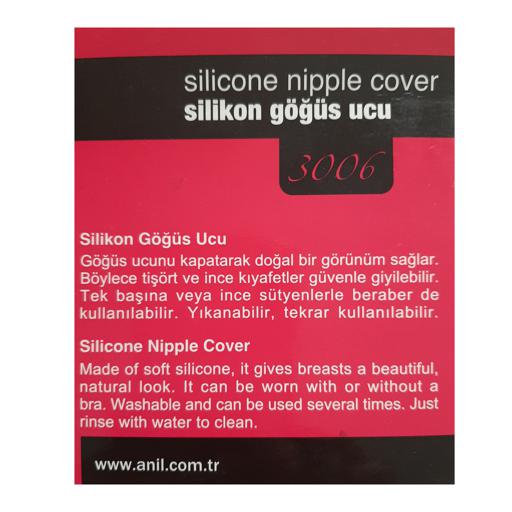 silicone nipple cover
silikon göğüs ucu
3006
Silikon Göğüs Ucu
Göğüs ucunu kapatarak doğal bir görünüm sağlar.
Böylece tişört ve ince kıyafetler güvenle giyilebilir.
Tek başına veya ince sütyenlerle beraber de
kullanılabilir. Yıkanabilir, tekrar kullanılabilir.
Silicone Nipple Cover
Made of soft silicone, it gives breasts a beautiful,
natural look. It can be worn with or without a
bra. Washable and can be used several times. Just
rinse with water to clean.
www.anil.com.tr